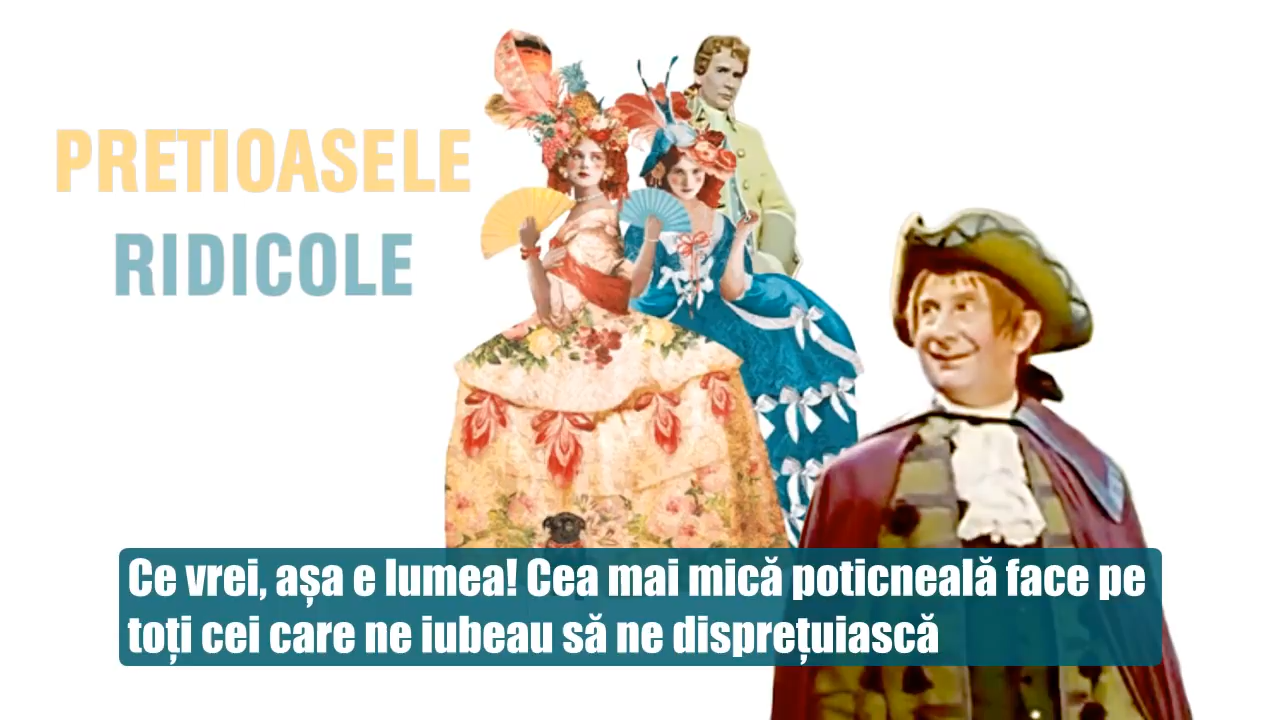 PRETIOASELE
RIDICOLE
Ce vrei, așa e lumea! Cea mai mică poticneală face pe
toți cei care ne iubeau să ne disprețuiască